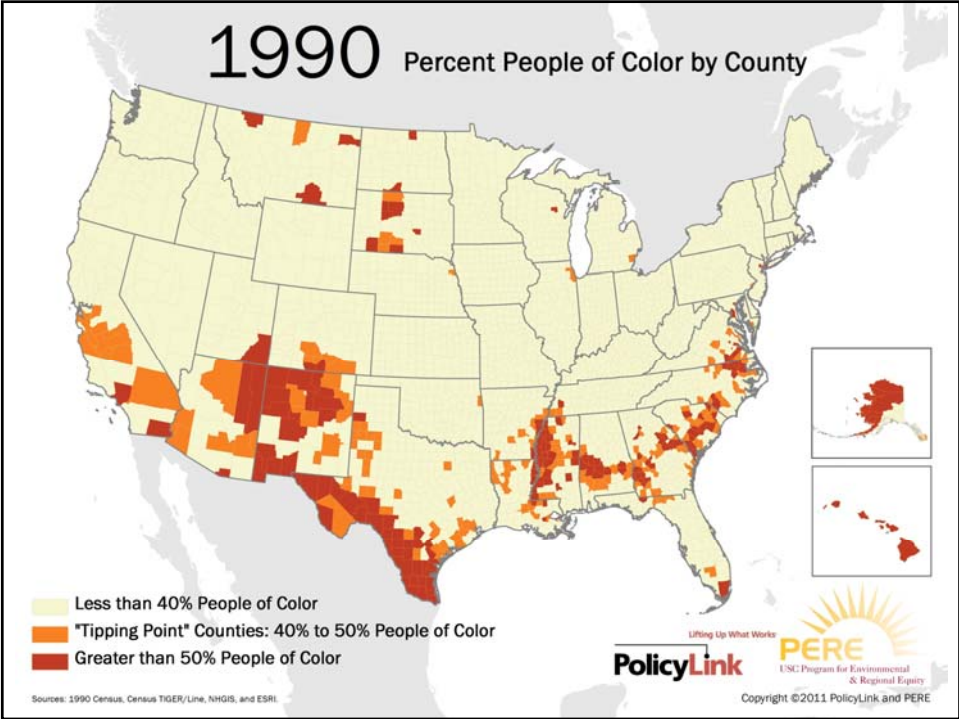 1990 Percent People of Color by County
Less than 40% People of Color
"Tipping Point" Counties: 40% to 50% People of Color
Greater than 50% People of Color
Lifting Up What Works
PolicyLink
PERE
USC Program for Environmental
& Regional Equity
Sources: 1990 Census, Census TIGER/Line, NHGIS, and ESRI.
Copyright ©2011 PolicyLink and PERE